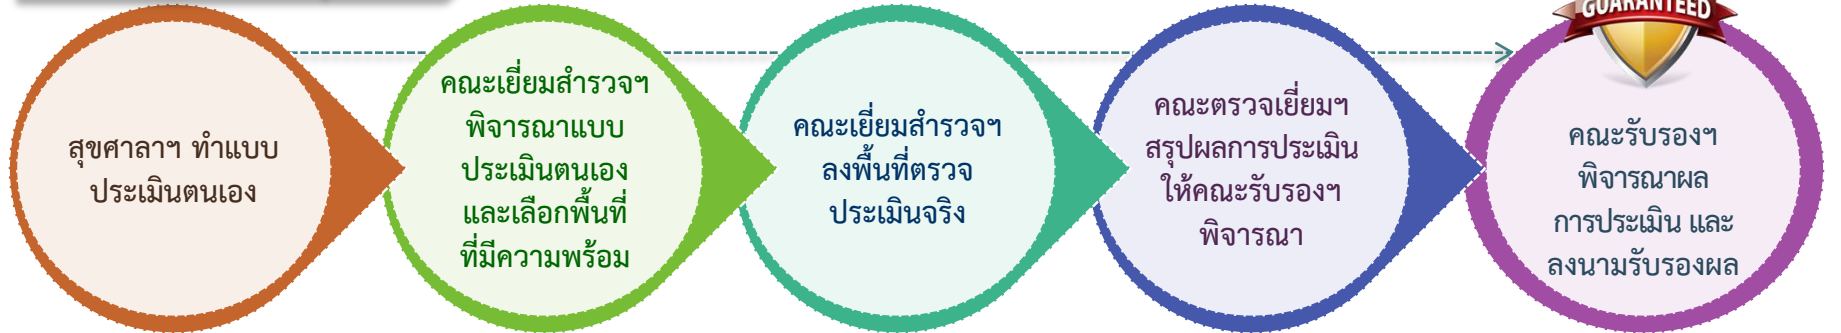 สุขศาลาฯ ทำแบบ
ประเมินตนเอง
คณะเยี่ยมสำรวจฯ
พิจารณาแบบ
ประเมินตนเอง
และเลือกพื้นที่
ที่มีความพร้อม
คณะเยี่ยมสำรวจฯ
ลงพื้นที่ตรวจ
ประเมินจริง
คณะตรวจเยี่ยมฯ
สรุปผลการประเมิน
ให้คณะรับรองฯ
พิจารณา
GUARANTEED
คณะรับรองฯ
พิจารณาผล
การประเมิน และ
ลงนามรับรองผล